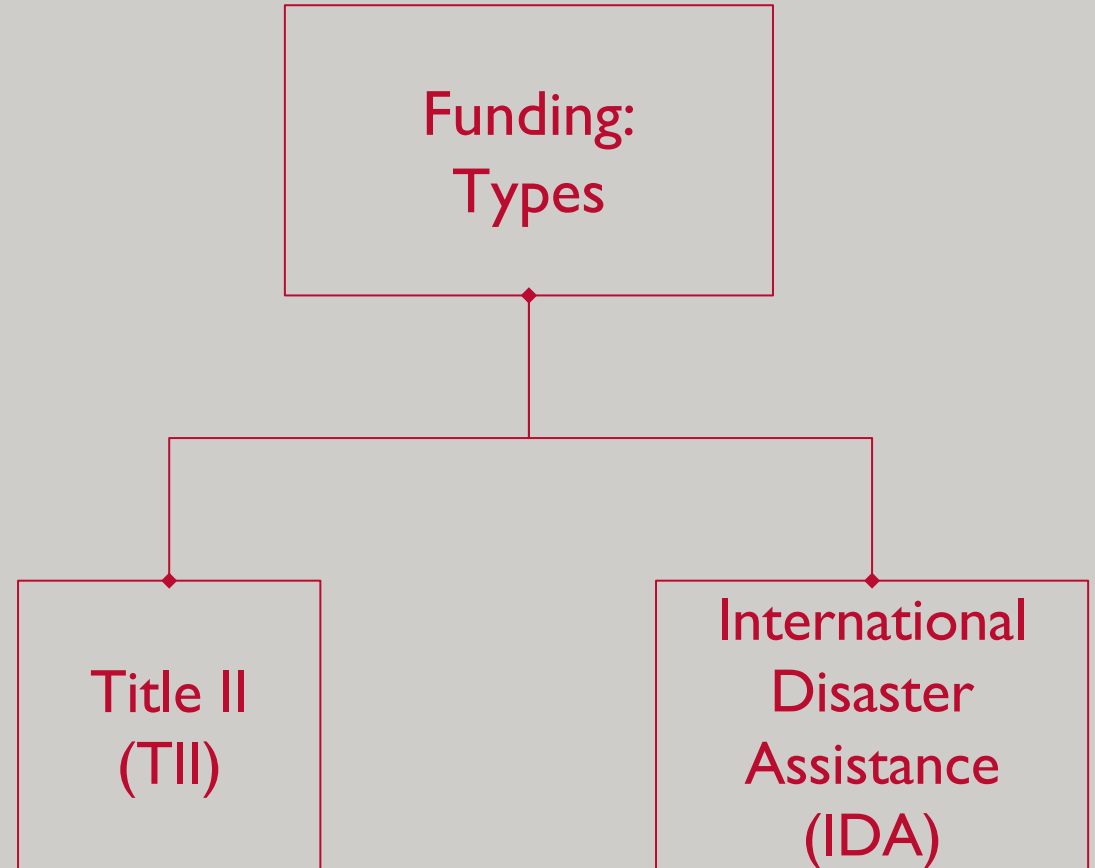 Funding:
Types
Title II
(TII)
International
Disaster
Assistance
(IDA)